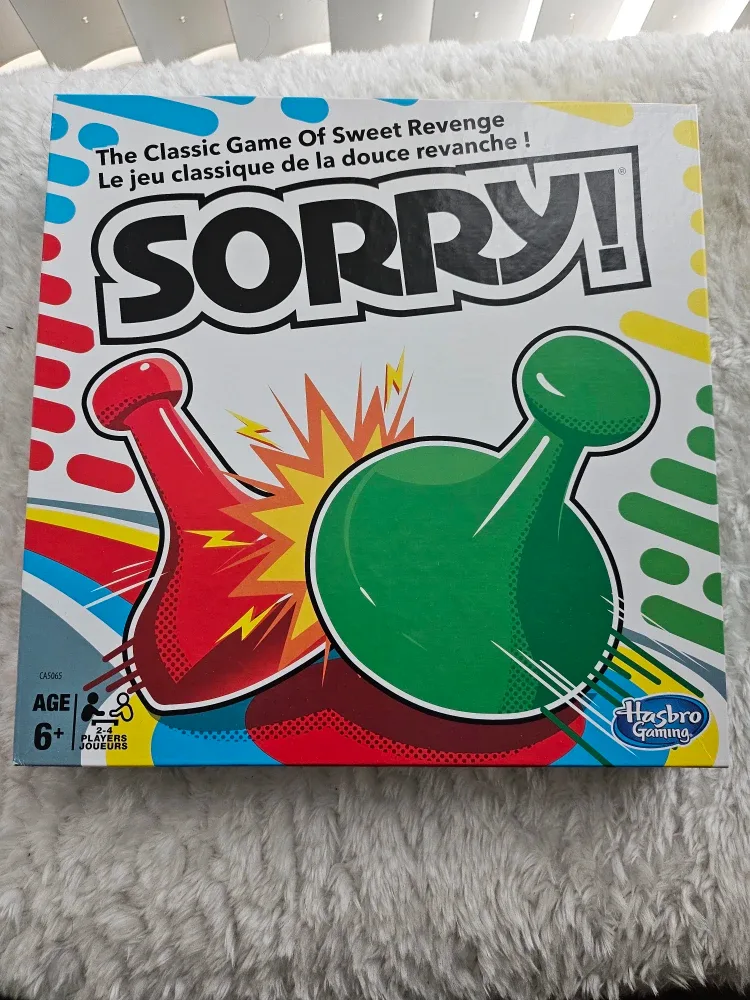 The Classic Game Of Sweet Revenge
Le jeu classique de la douce revanche !
SORRY!®
CA5065
AGE
6+
2-4
PLAYERS
JOUEURS
Hasbro
Gaming